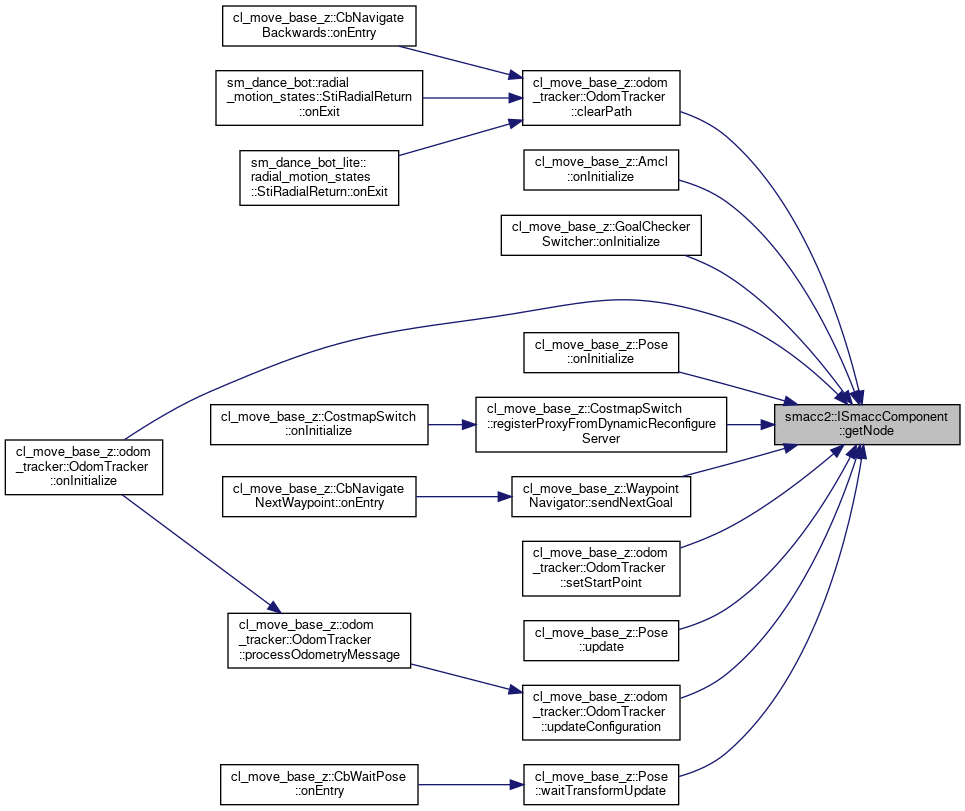 cl_move_base_z::CbNavigate
Backwards::onEntry
sm_dance_bot::radial
_motion_states::StiRadialReturn
::onExit
sm_dance_bot_lite::
radial_motion_states
::StiRadialReturn::onExit
cl_move_base_z::odom
_tracker::OdomTracker
::clearPath
cl_move_base_z::Amcl
::onInitialize
cl_move_base_z::GoalChecker
Switcher::onInitialize
cl_move_base_z::Pose
::onInitialize
cl_move_base_z::CostmapSwitch
::onInitialize
cl_move_base_z::CostmapSwitch
::registerProxyFromDynamicReconfigure
Server
smacc2::ISmaccComponent
::getNode
cl_move_base_z::odom
_tracker::OdomTracker
::onInitialize
cl_move_base_z::CbNavigate
NextWaypoint::onEntry
cl_move_base_z::Waypoint
Navigator::sendNextGoal
cl_move_base_z::odom
_tracker::OdomTracker
::setStartPoint
cl_move_base_z::odom
_tracker::OdomTracker
::processOdometryMessage
cl_move_base_z::Pose
::update
cl_move_base_z::odom
_tracker::OdomTracker
::updateConfiguration
cl_move_base_z::CbWaitPose
::onEntry
cl_move_base_z::Pose
::waitTransformUpdate